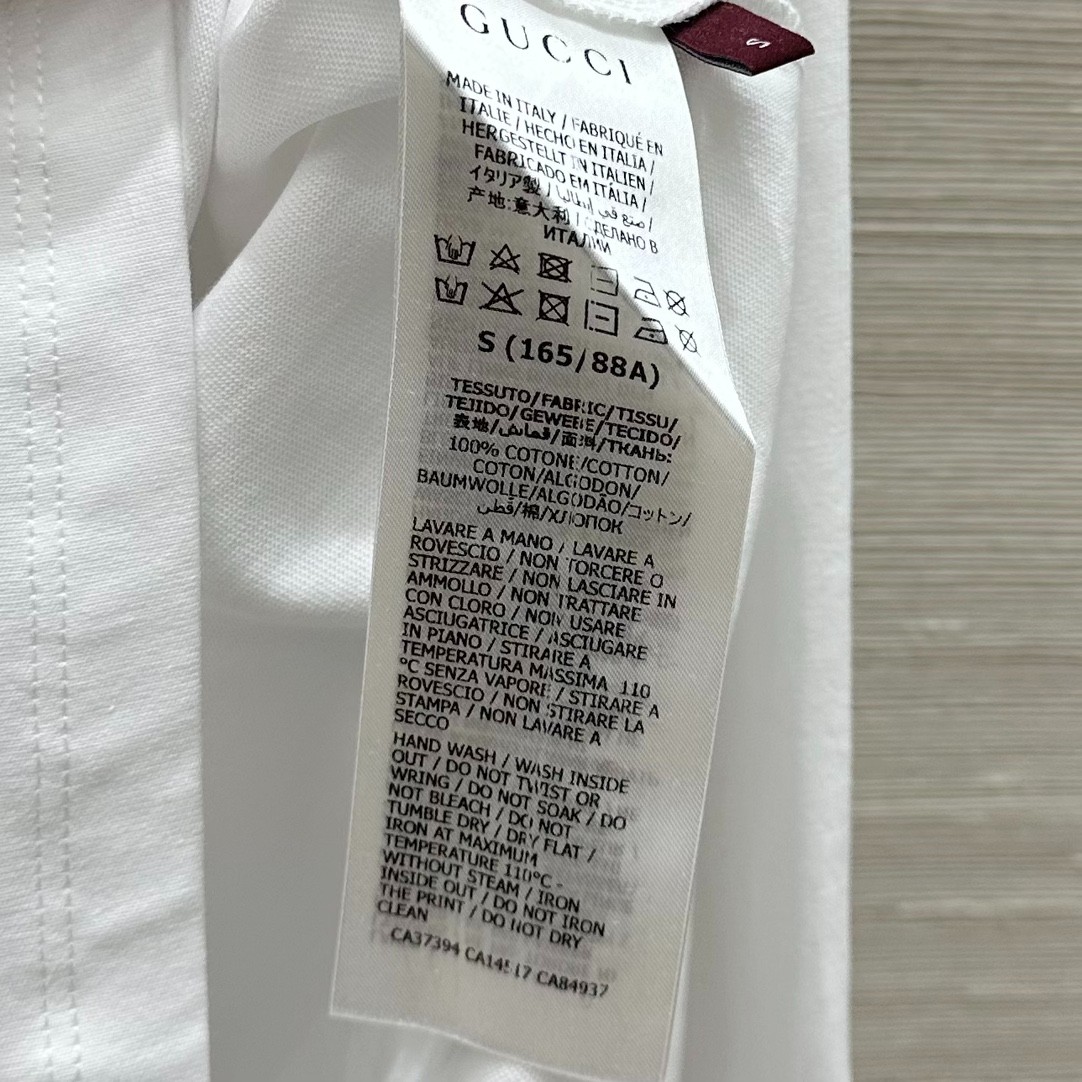 GUCCI
S
MADE IN ITALY / FABRIQUÉ EN
ITALIE / HECHO EN ITALIA /
HERGESTELLT IN ITALIEN /
FABRICADO EM ITÁLIA /
イタリア製 / صنع في إيطاليا /
产地:意大利 / СДЕЛАНО В
ИТАЛИИ
S (165/88A)
TESSUTO/FABRIC/TISSU/
TEJIDO/GEWEBE/TECIDO/
表地/قماش/面料/ТКАНЬ:
100% COTONE/COTTON/
COTON/ALGODON/
BAUMWOLLE/ALGODÃO/コットン/
قطن/棉/ХЛОПОК
LAVARE A MANO / LAVARE A
ROVESCIO / NON TORCERE O
STRIZZARE / NON LASCIARE IN
AMMOLLO / NON TRATTARE
CON CLORO / NON USARE
ASCIUGATRICE / ASCIUGARE
IN PIANO / STIRARE A
TEMPERATURA MASSIMA 110
°C SENZA VAPORE / STIRARE A
ROVESCIO / NON STIRARE LA
STAMPA / NON LAVARE A
SECCO
HAND WASH / WASH INSIDE
OUT / DO NOT TWIST OR
WRING / DO NOT SOAK / DO
NOT BLEACH / DO NOT
TUMBLE DRY / DRY FLAT /
IRON AT MAXIMUM
TEMPERATURE 110°C -
WITHOUT STEAM / IRON
INSIDE OUT / DO NOT IRON
THE PRINT / DO NOT DRY
CLEAN
CA37394 CA14517 CA84937